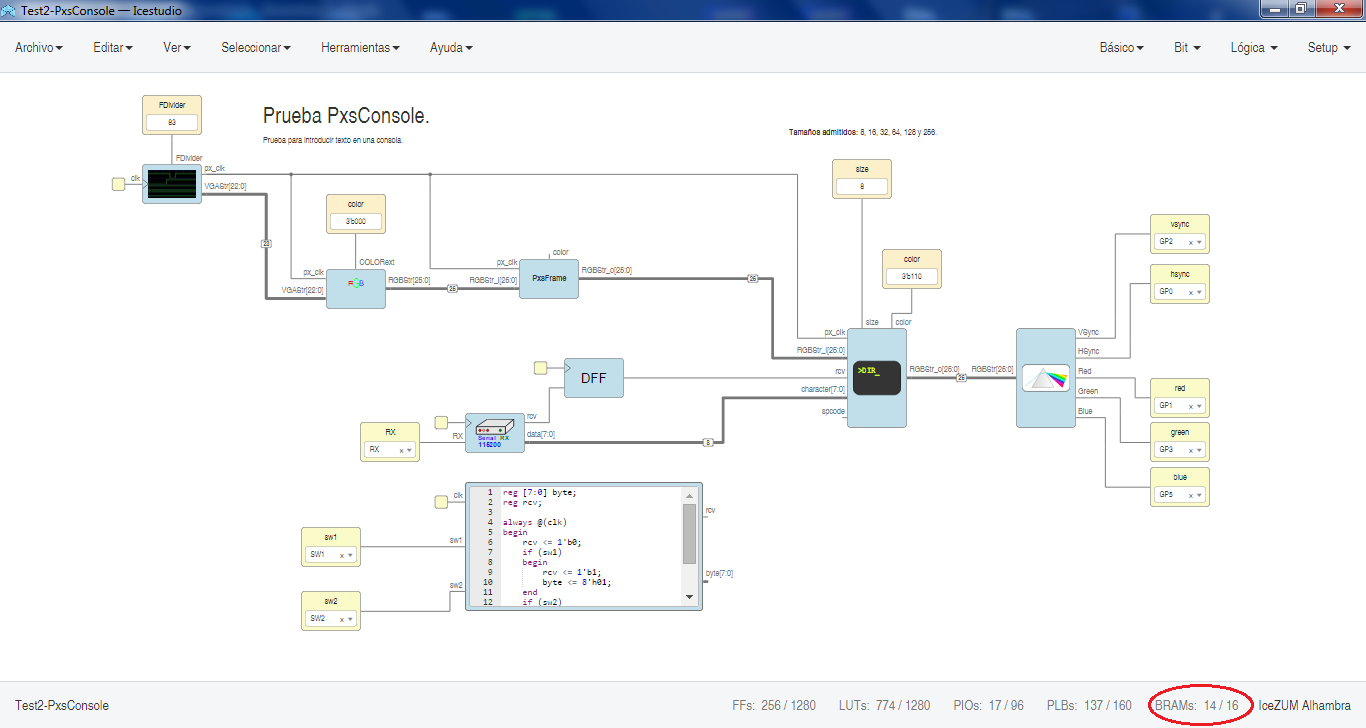 Test2-PxsConsole — Icestudio
Archivo Editar Ver Seleccionar Herramientas Ayuda Básico Bit Lógica Setup
Prueba PxsConsole.
Prueba para introducir texto en una consola.
Tamaños admitidos: 8, 16, 32, 64, 128 y 256.
FDivider
83
FDivider
clk
px_clk
VGAStr[22:0]
23
color
3'b000
COLORext
px_clk
VGAStr[22:0]
RGB
RGBStr[25:0]
26
color
px_clk
RGBStr_i[25:0]
PxsFrame
RGBStr_o[25:0]
26
size
8
color
3'b110
size
color
px_clk
RGBStr_i[25:0]
rcv
character[7:0]
spcode
>DIR_
RGBStr_o[25:0]
26
RGBStr[25:0]
VSync
HSync
Red
Green
Blue
vsync
GP2 x
hsync
GP0 x
red
GP1 x
green
GP3 x
blue
GP5 x
DFF
RX
RX x
RX
Serial RX
115200
rcv
data[7:0]
8
clk
sw1
sw2
1 reg [7:0] byte;
2 reg rcv;
3
4 always @(clk)
5 begin
6 rcv <= 1'b0;
7 if (sw1)
8 begin
9 rcv <= 1'b1;
10 byte <= 8'h01;
11 end
12 if (sw2)
rcv
byte[7:0]
sw1
SW1 x
sw2
SW2 x
Test2-PxsConsole FFs: 256 / 1280 LUTs: 774 / 1280 PIOs: 17 / 96 PLBs: 137 / 160 BRAMs: 14 / 16 IceZUM Alhambra